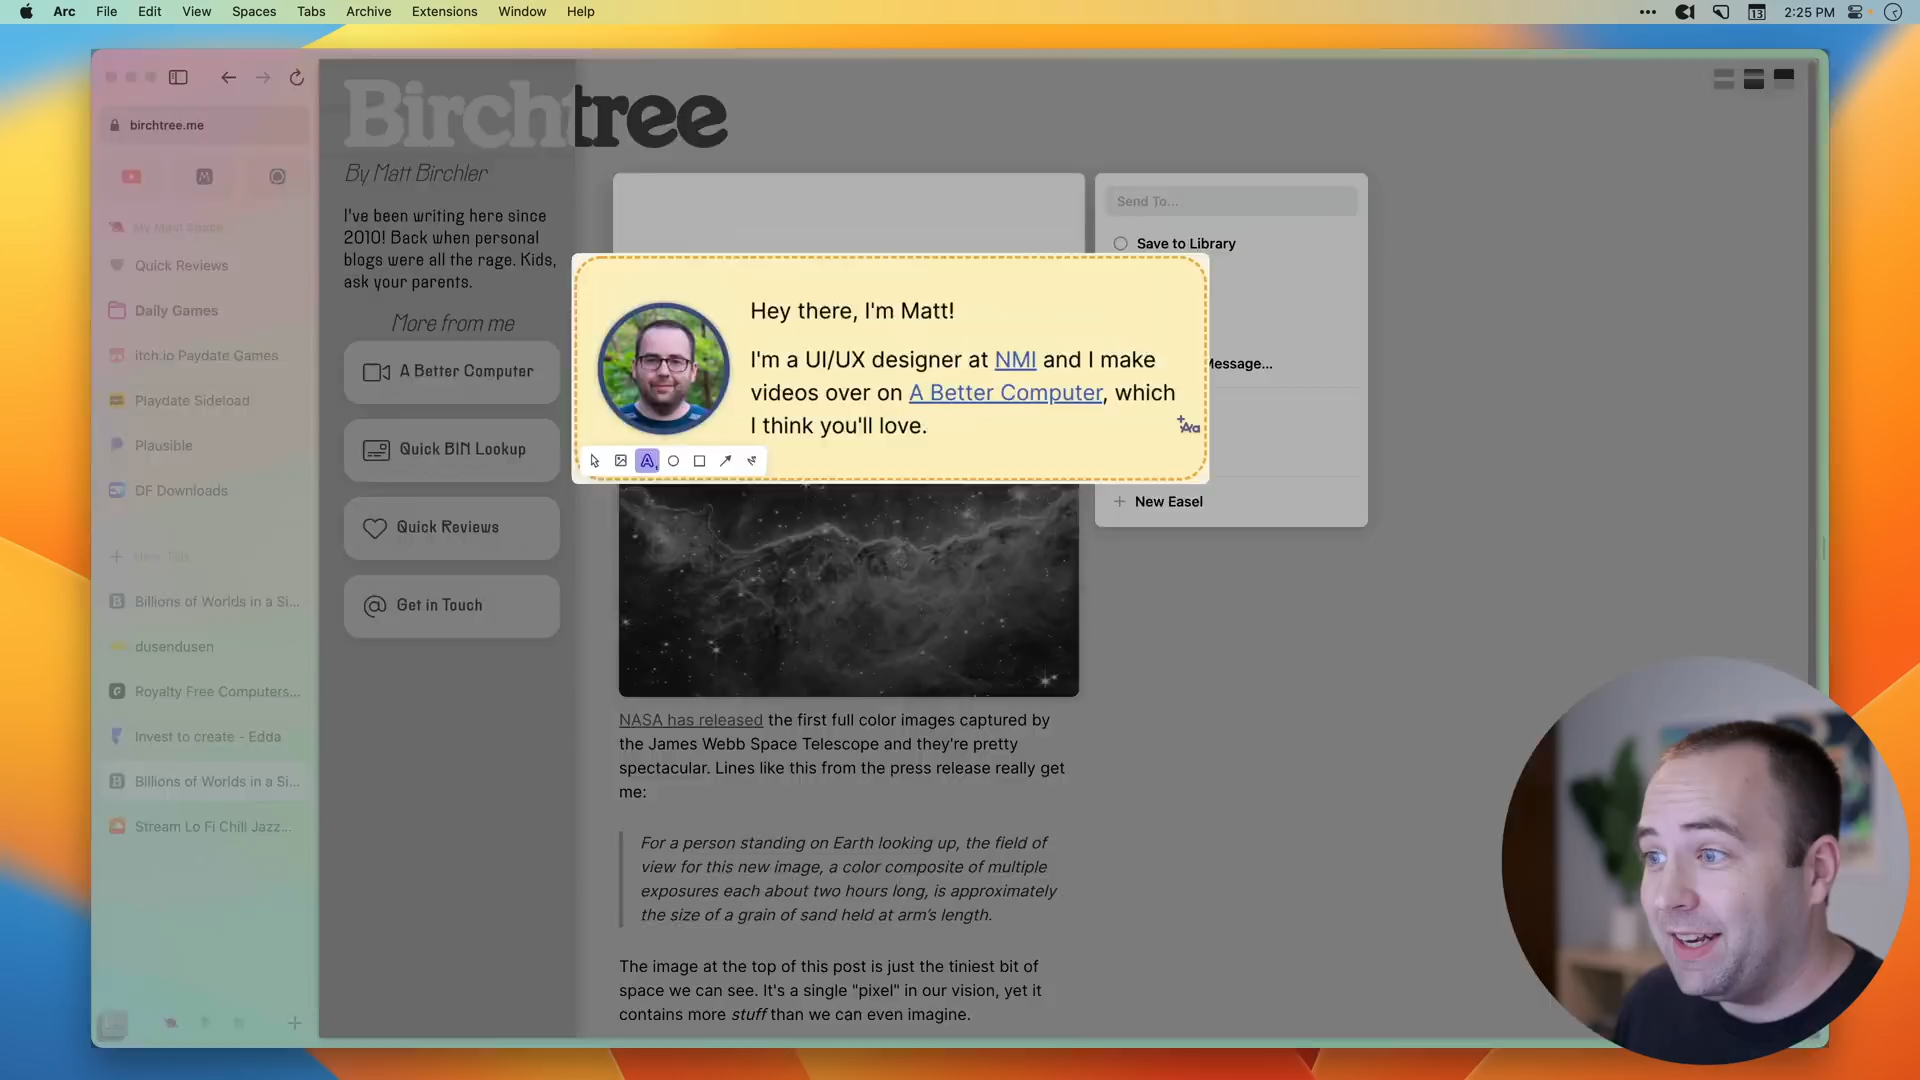 Arc File Edit View Spaces Tabs Archive Extensions Window Help
13 2:25 PM
birchtree.me
My Maui Space
Quick Reviews
Daily Games
itch.io Paydate Games
Playdate Sideload
Plausible
DF Downloads
New Tab
Billions of Worlds in a Si...
dusendusen
Royalty Free Computers...
Invest to create - Edda
Billions of Worlds in a Si...
Stream Lo Fi Chill Jazz...
Birchtree
By Matt Birchler
I've been writing here since
2010! Back when personal
blogs were all the rage. Kids,
ask your parents.
More from me
A Better Computer
Quick BIN Lookup
Quick Reviews
Get in Touch
Hey there, I'm Matt!
I'm a UI/UX designer at NMI and I make
videos over on A Better Computer, which
I think you'll love.
Send To...
Save to Library
Message...
New Easel
NASA has released the first full color images captured by
the James Webb Space Telescope and they're pretty
spectacular. Lines like this from the press release really get
me:
For a person standing on Earth looking up, the field of
view for this new image, a color composite of multiple
exposures each about two hours long, is approximately
the size of a grain of sand held at arm's length.
The image at the top of this post is just the tiniest bit of
space we can see. It's a single "pixel" in our vision, yet it
contains more stuff than we can even imagine.